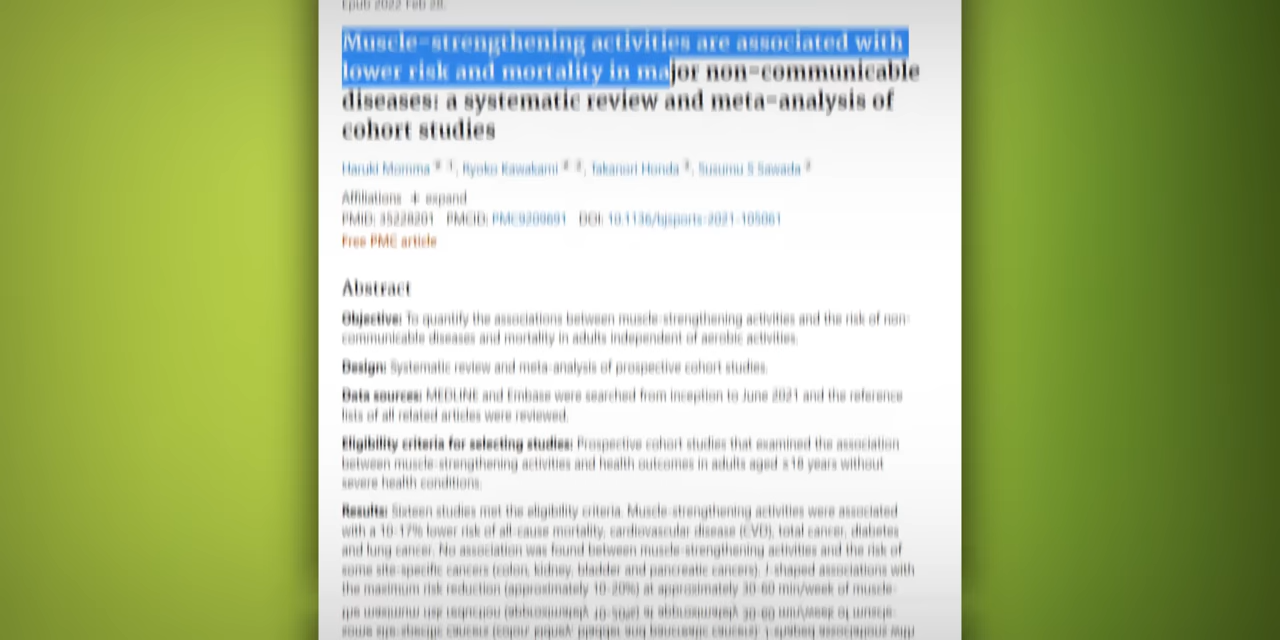 Epub 2022 Feb 28.
Muscle-strengthening activities are associated with
lower risk and mortality in major non-communicable
diseases: a systematic review and meta-analysis of
cohort studies
Haruki Momma, Ryoko Kawakami, Takanori Honda, Susumu S Sawada
Affiliations + expand
PMID: 35228201 PMCID: PMC9209691 DOI: 10.1136/bjsports-2021-105061
Free PMC article
Abstract
Objective: To quantify the associations between muscle-strengthening activities and the risk of non-
communicable diseases and mortality in adults independent of aerobic activities.
Design: Systematic review and meta-analysis of prospective cohort studies.
Data sources: MEDLINE and Embase were searched from inception to June 2021 and the reference
lists of all related articles were reviewed.
Eligibility criteria for selecting studies: Prospective cohort studies that examined the association
between muscle-strengthening activities and health outcomes in adults aged ≥18 years without
severe health conditions.
Results: Sixteen studies met the eligibility criteria. Muscle-strengthening activities were associated
with a 10-17% lower risk of all-cause mortality, cardiovascular disease (CVD), total cancer, diabetes
and lung cancer. No association was found between muscle-strengthening activities and the risk of
some site-specific cancers (colon, kidney, bladder and pancreatic cancers). J-shaped associations with
the maximum risk reduction (approximately 10-20%) at approximately 30-60 min/week of muscle-